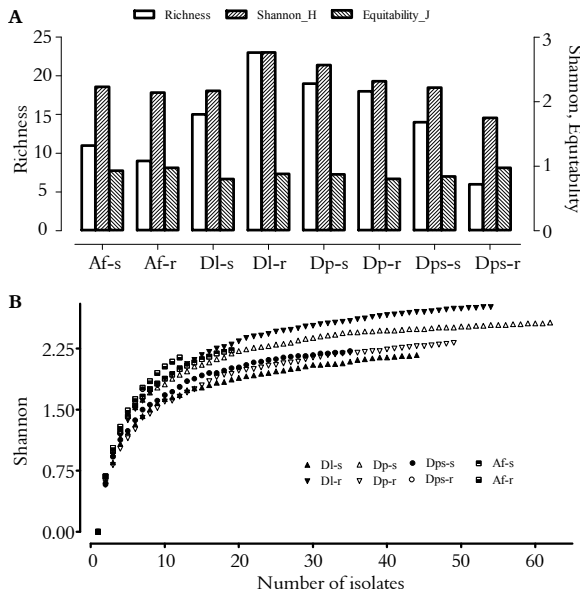 A
Richness Shannon_H Equitability_J
25
20
15
10
5
0
Richness
3
2
1
0
Shannon, Equitability
Af-s Af-r Dl-s Dl-r Dp-s Dp-r Dps-s Dps-r
B
2.25
1.50
0.75
0.00
Shannon
Dl-s Dp-s Dps-s Af-s
Dl-r Dp-r Dps-r Af-r
0 10 20 30 40 50 60
Number of isolates